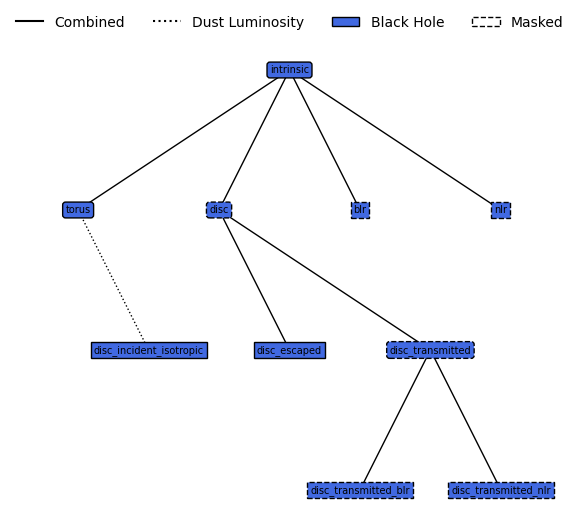 Combined Dust Luminosity Black Hole Masked
intrinsic
torus disc blr nlr
disc_incident_isotropic disc_escaped disc_transmitted
disc_transmitted_blr disc_transmitted_nlr